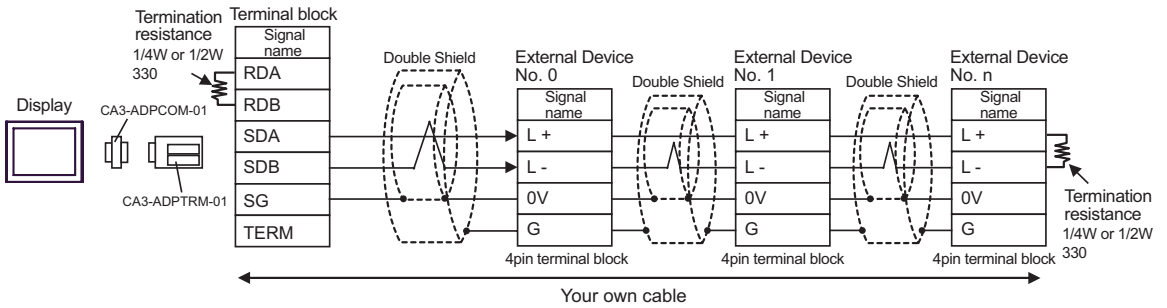 Termination
resistance
1/4W or 1/2W
330
Terminal block
Signal
name
RDA
RDB
SDA
SDB
SG
TERM
Display
CA3-ADPCOM-01
CA3-ADPTRM-01
Double Shield
External Device
No. 0
Signal
name
L +
L -
0V
G
4pin terminal block
Double Shield
External Device
No. 1
Signal
name
L +
L -
0V
G
4pin terminal block
Double Shield
External Device
No. n
Signal
name
L +
L -
0V
G
4pin terminal block
Termination
resistance
1/4W or 1/2W
330
Your own cable